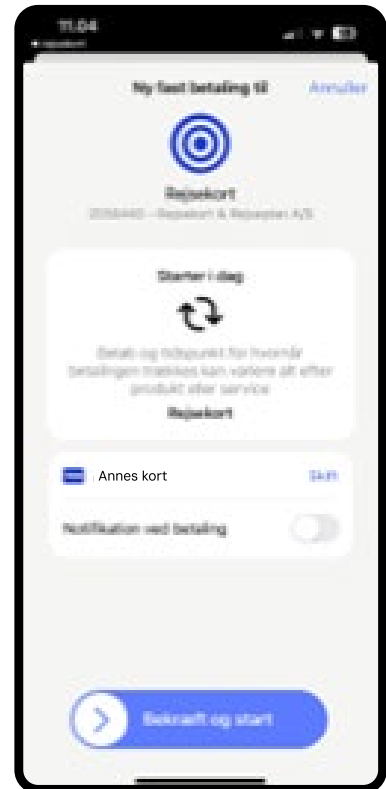 11.04
Ny fast betaling til
Annuller
Rejsekort
Rejsekort & Rejseplan A/S
Starter i dag
Beløb og tidspunkt for hvornår
betalingen trækkes kan variere alt efter
produkt eller service
Rejsekort
Annes kort
Skift
Notifikation ved betaling
Bekræft og start